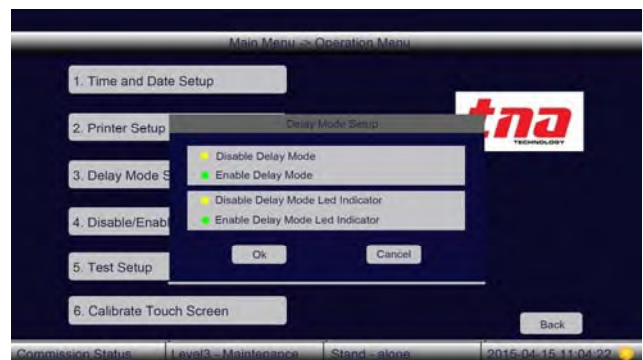 Main Menu -> Operation Menu
1. Time and Date Setup
2. Printer Setup
Delay Mode Setup
tna
TECHNOLOGY
Disable Delay Mode
3. Delay Mode S
Enable Delay Mode
Disable Delay Mode Led Indicator
4. Disable/Enabl
Enable Delay Mode Led Indicator
Ok Cancel
5. Test Setup
6. Calibrate Touch Screen
Back
Commission Status Level3 - Maintenance Stand - alone 2015-04-15 11:04:22